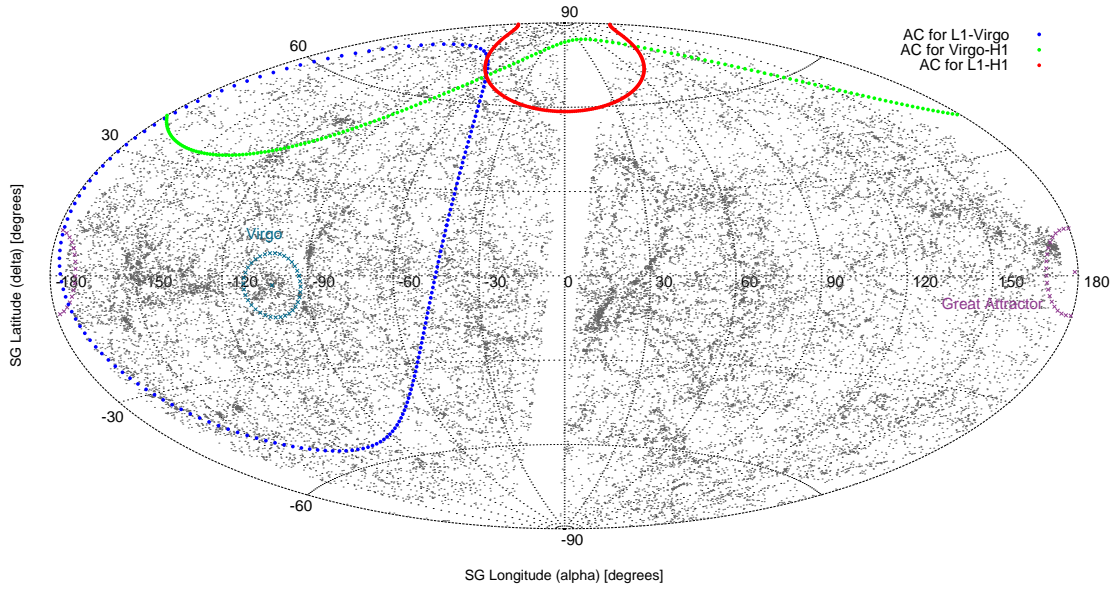 90
AC for L1-Virgo
AC for Virgo-H1
AC for L1-H1
60
30
Virgo
-180 -120 -90 -60 -30 0 30 60 90 120 150 180
Great Attractor
-30
-60
-90
SG Latitude (delta) [degrees]
SG Longitude (alpha) [degrees]